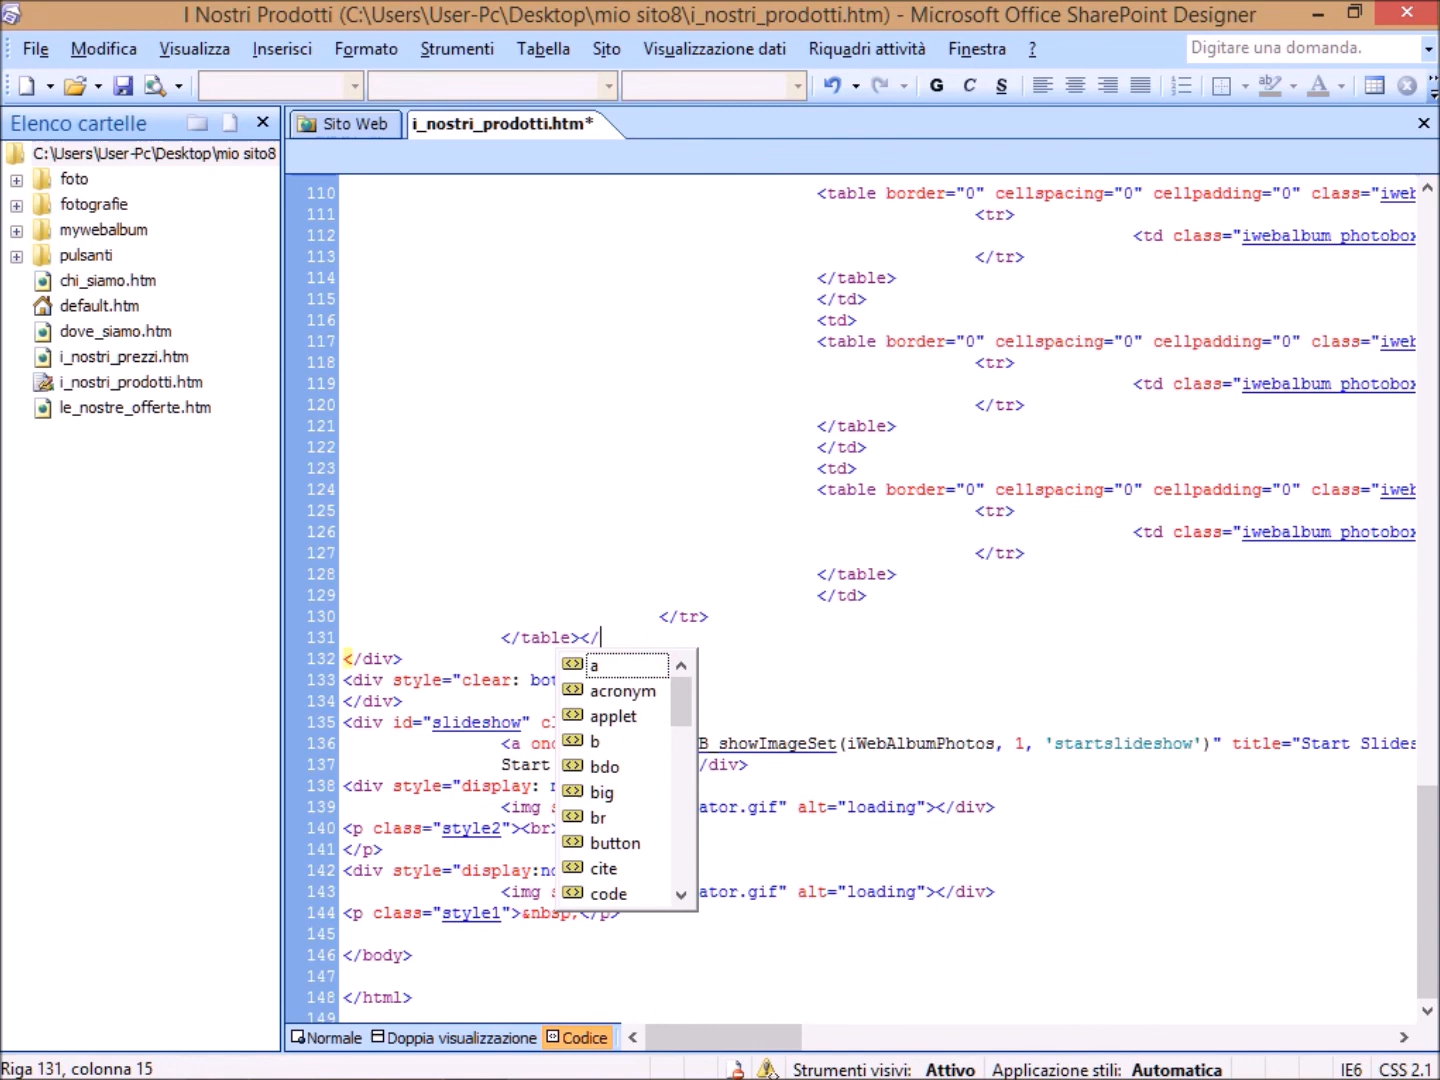 I Nostri Prodotti (C:\Users\User-Pc\Desktop\mio sito8\i_nostri_prodotti.htm) - Microsoft Office SharePoint Designer
File Modifica Visualizza Inserisci Formato Strumenti Tabella Sito Visualizzazione dati Riquadri attività Finestra ? Digitare una domanda.
G C S
Elenco cartelle
C:\Users\User-Pc\Desktop\mio sito8
foto
fotografie
mywebalbum
pulsanti
chi_siamo.htm
default.htm
dove_siamo.htm
i_nostri_prezzi.htm
i_nostri_prodotti.htm
le_nostre_offerte.htm
Sito Web i_nostri_prodotti.htm*
110 <table border="0" cellspacing="0" cellpadding="0" class="iweb
111 <tr>
112 <td class="iwebalbum_photobox
113 </tr>
114 </table>
115 </td>
116 <td>
117 <table border="0" cellspacing="0" cellpadding="0" class="iweb
118 <tr>
119 <td class="iwebalbum_photobox
120 </tr>
121 </table>
122 </td>
123 <td>
124 <table border="0" cellspacing="0" cellpadding="0" class="iweb
125 <tr>
126 <td class="iwebalbum_photobox
127 </tr>
128 </table>
129 </td>
130 </tr>
131 </table></
132 </div>
133 <div style="clear: bot
134 </div>
135 <div id="slideshow" cl
136 <a onc B_showImageSet(iWebAlbumPhotos, 1, 'startslideshow')" title="Start Slides
137 Start /div>
138 <div style="display: n
139 <img s ator.gif" alt="loading"></div>
140 <p class="style2"><br>
141 </p>
142 <div style="display:no
143 <img s ator.gif" alt="loading"></div>
144 <p class="style1">&nbsp;</p>
145
146 </body>
147
148 </html>
149
a
acronym
applet
b
bdo
big
br
button
cite
code
Normale Doppia visualizzazione Codice
Riga 131, colonna 15 Strumenti visivi: Attivo Applicazione stili: Automatica IE6 CSS 2.1